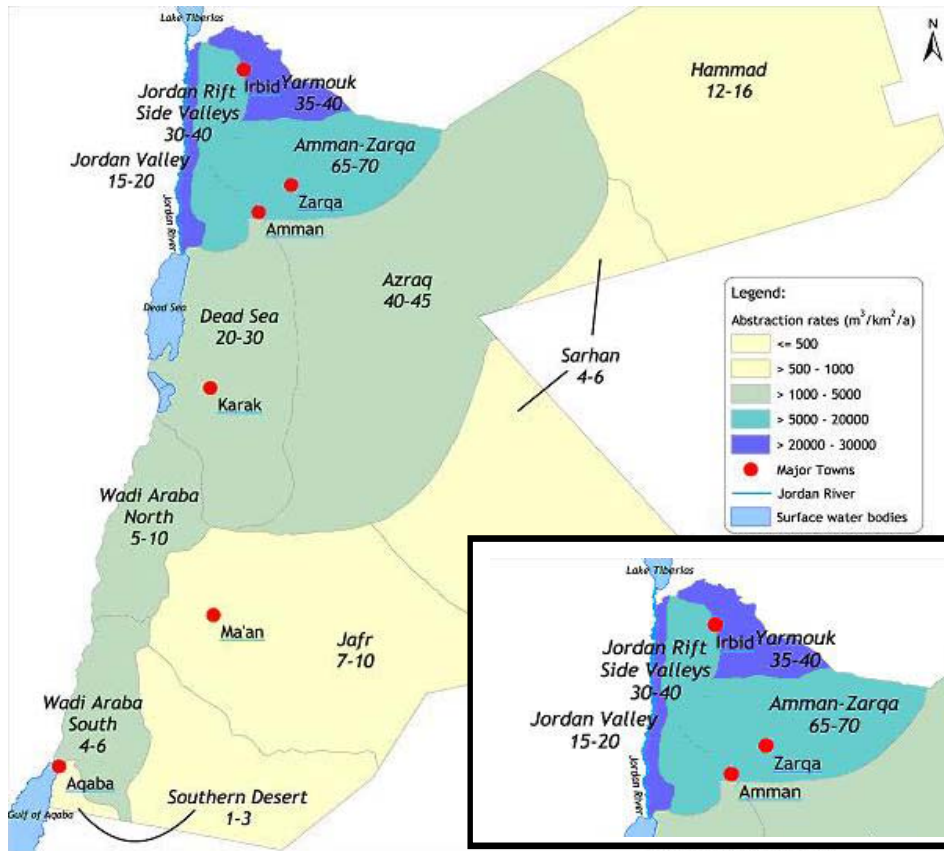 Lake Tiberias
N
Irbid
Yarmouk
35-40
Jordan Rift
Side Valleys
30-40
Jordan Valley
15-20
Amman-Zarqa
65-70
Zarqa
Amman
Jordan River
Hammad
12-16
Azraq
40-45
Dead Sea
Dead Sea
20-30
Karak
Sarhan
4-6
Legend:
Abstraction rates (m³/km²/a)
<= 500
> 500 - 1000
> 1000 - 5000
> 5000 - 20000
> 20000 - 30000
Major Towns
Jordan River
Surface water bodies
Wadi Araba
North
5-10
Ma'an
Jafr
7-10
Wadi Araba
South
4-6
Aqaba
Gulf of Aqaba
Southern Desert
1-3
Lake Tiberias
Irbid
Yarmouk
35-40
Jordan Rift
Side Valleys
30-40
Jordan Valley
15-20
Amman-Zarqa
65-70
Zarqa
Amman
Jordan River